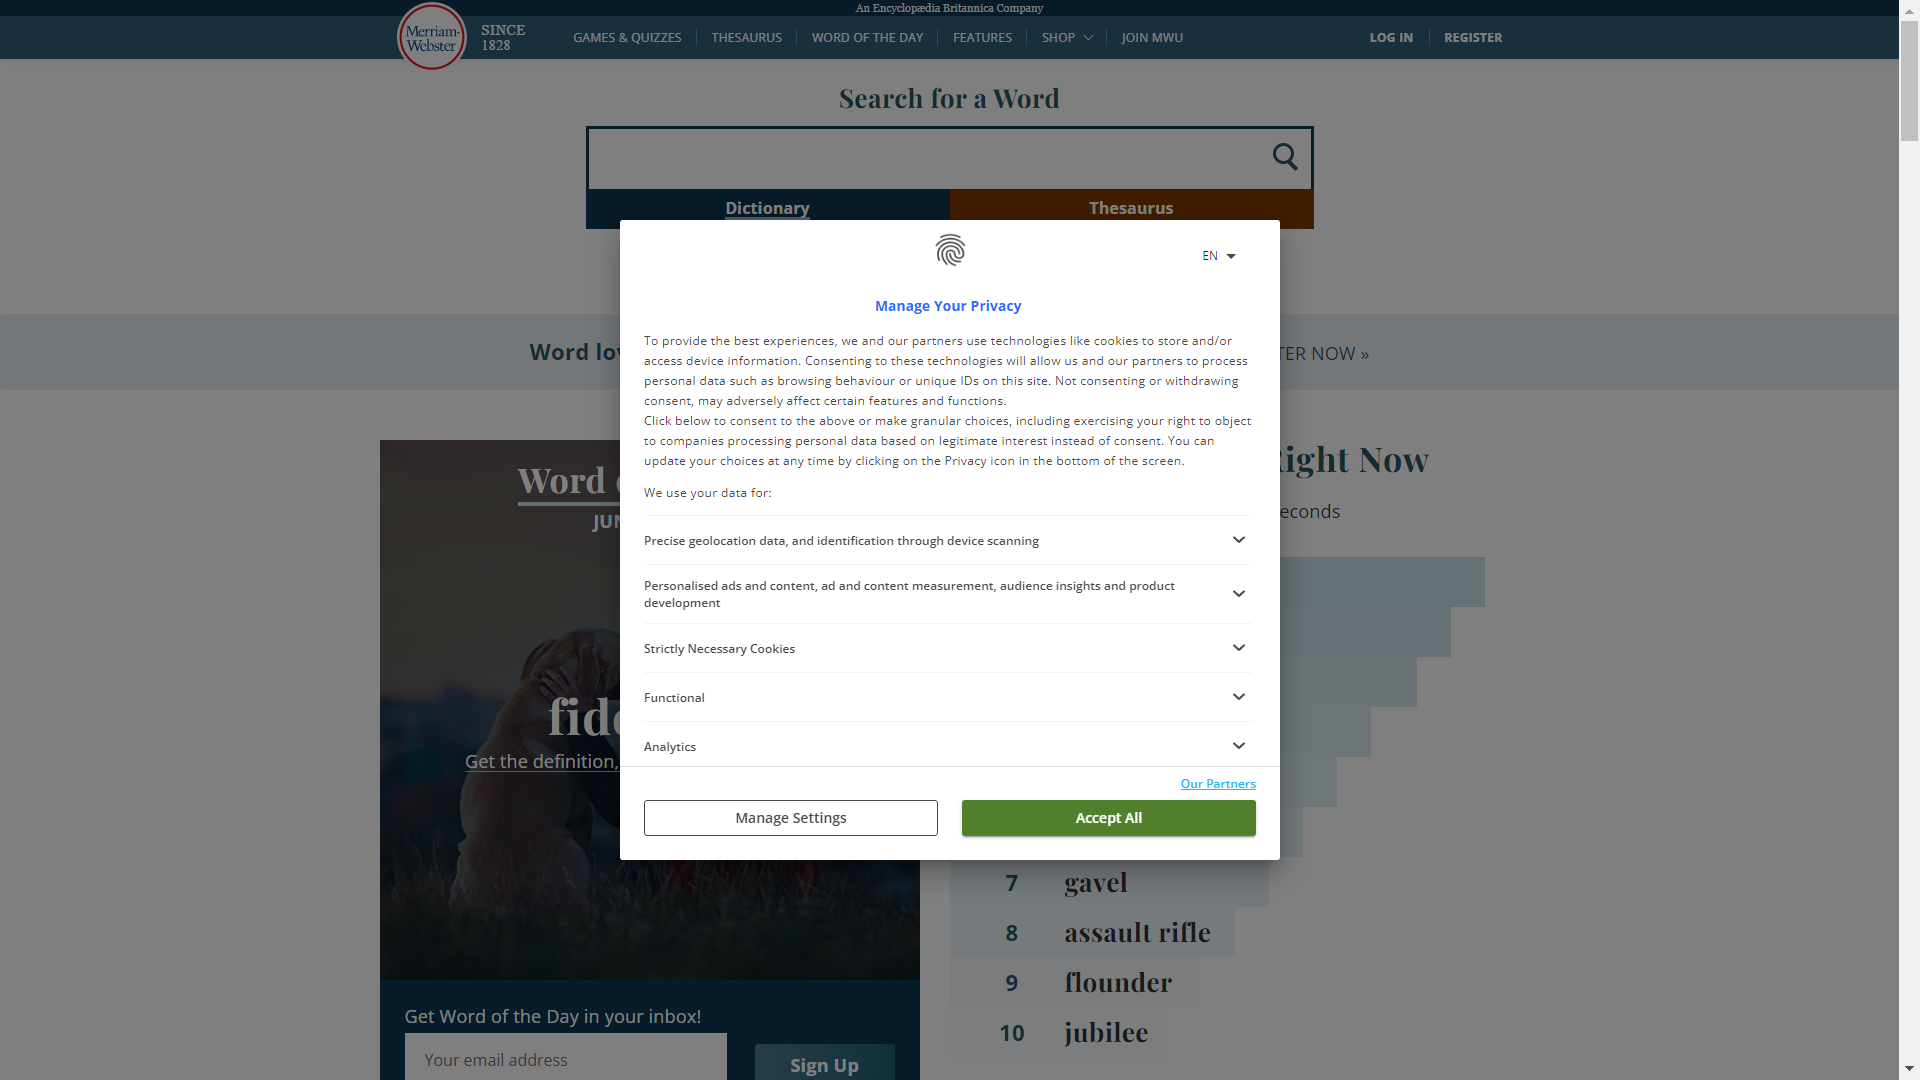 An Encyclopædia Britannica Company
Merriam-
Webster
SINCE
1828
GAMES & QUIZZES
THESAURUS
WORD OF THE DAY
FEATURES
SHOP
JOIN MWU
LOG IN
REGISTER
Search for a Word
Dictionary
Thesaurus
EN
Manage Your Privacy
To provide the best experiences, we and our partners use technologies like cookies to store and/or
access device information. Consenting to these technologies will allow us and our partners to process
personal data such as browsing behaviour or unique IDs on this site. Not consenting or withdrawing
consent, may adversely affect certain features and functions.
Click below to consent to the above or make granular choices, including exercising your right to object
to companies processing personal data based on legitimate interest instead of consent. You can
update your choices at any time by clicking on the Privacy icon in the bottom of the screen.
We use your data for:
Precise geolocation data, and identification through device scanning
Personalised ads and content, ad and content measurement, audience insights and product
development
Strictly Necessary Cookies
Functional
Analytics
Our Partners
Manage Settings
Accept All
Word
NOW »
Word
Get the definition,
Right Now
7 gavel
8 assault rifle
9 flounder
10 jubilee
Get Word of the Day in your inbox!
Your email address
Sign Up